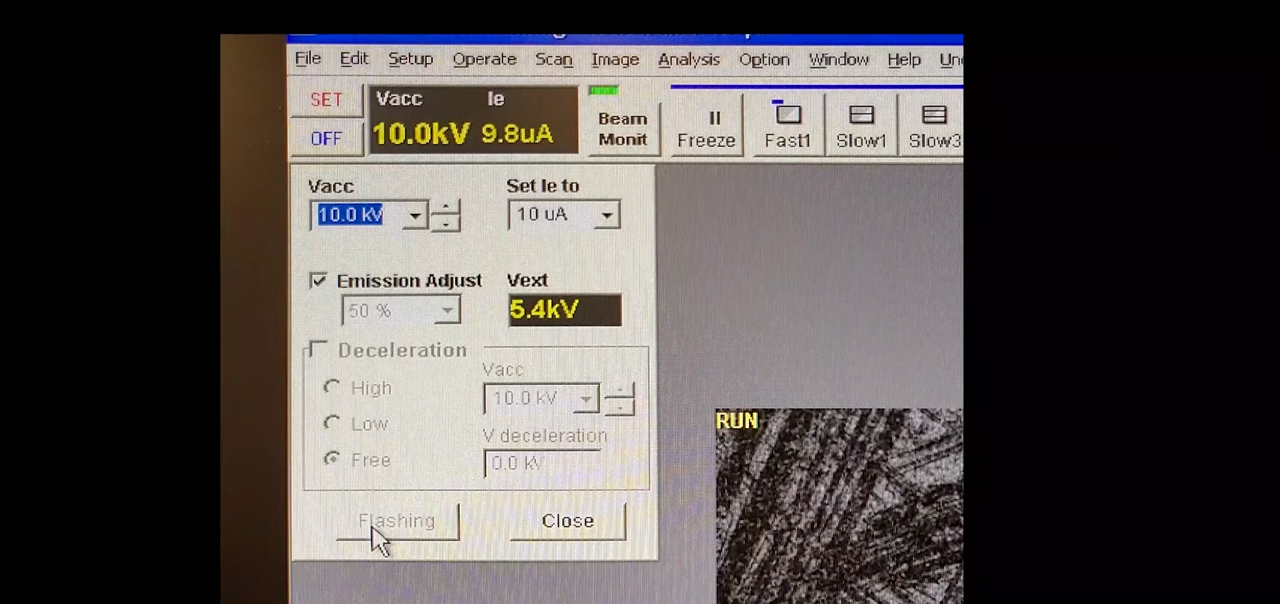 File Edit Setup Operate Scan Image Analysis Option Window Help
SET Vacc Ie
OFF 10.0kV 9.8uA
Beam
Monit
Freeze Fast1 Slow1 Slow3
Vacc Set Ie to
10.0 kV 10 uA
Emission Adjust Vext
50 % 5.4kV
Deceleration
High Vacc
10.0 kV
Low V deceleration
Free 0.0 kV
Flashing Close
RUN